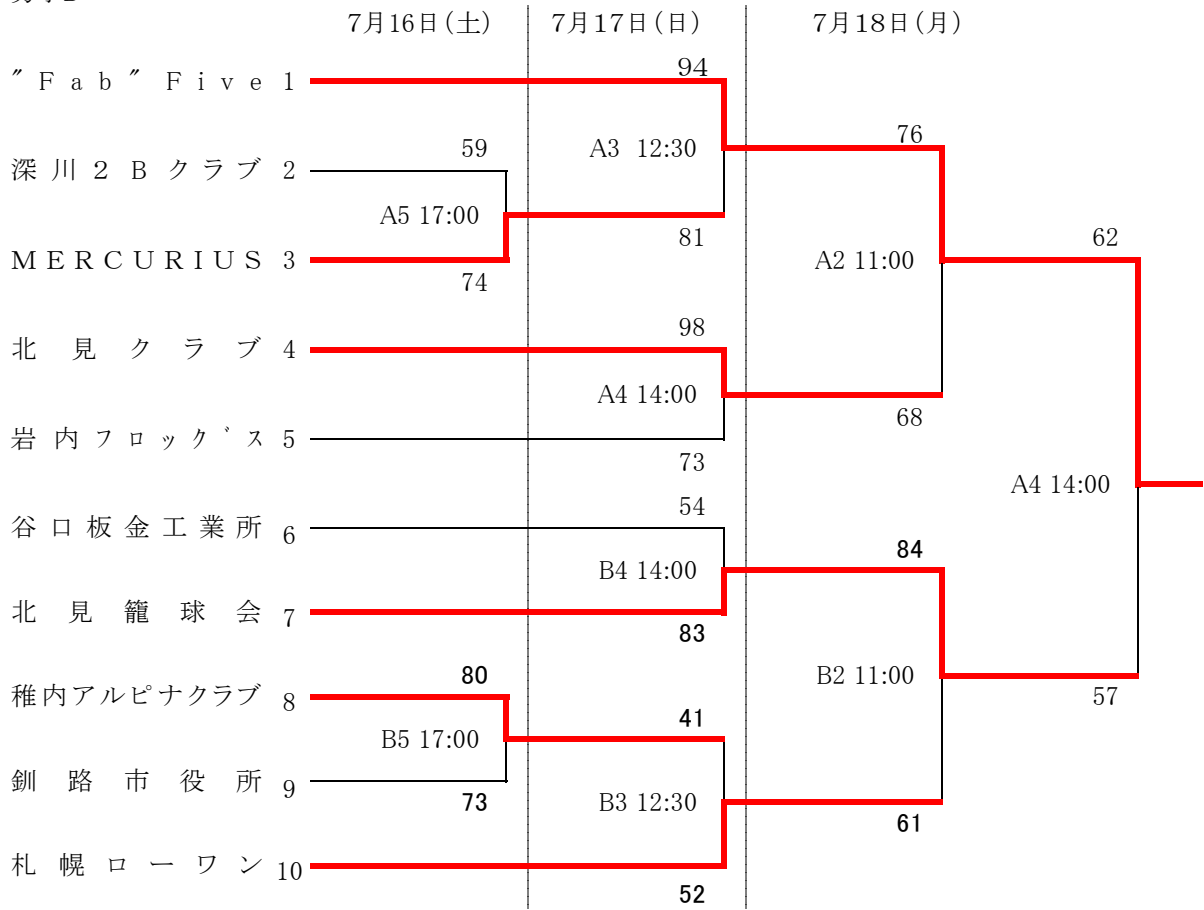 7月16日(土) 7月17日(日) 7月18日(月)
94
″Fab″Five 1
76
59
A3 12:30
深川2Bクラブ 2
A5 17:00
81
62
MERCURIUS 3
A2 11:00
74
98
北見クラブ 4
A4 14:00
68
岩内フロック゛ス 5
73
A4 14:00
54
谷口板金工業所 6
84
B4 14:00
北見籠球会 7
83
80
B2 11:00
稚内アルピナクラブ 8
57
41
B5 17:00
釧路市役所 9
73
B3 12:30
61
札幌ローワン 10
52